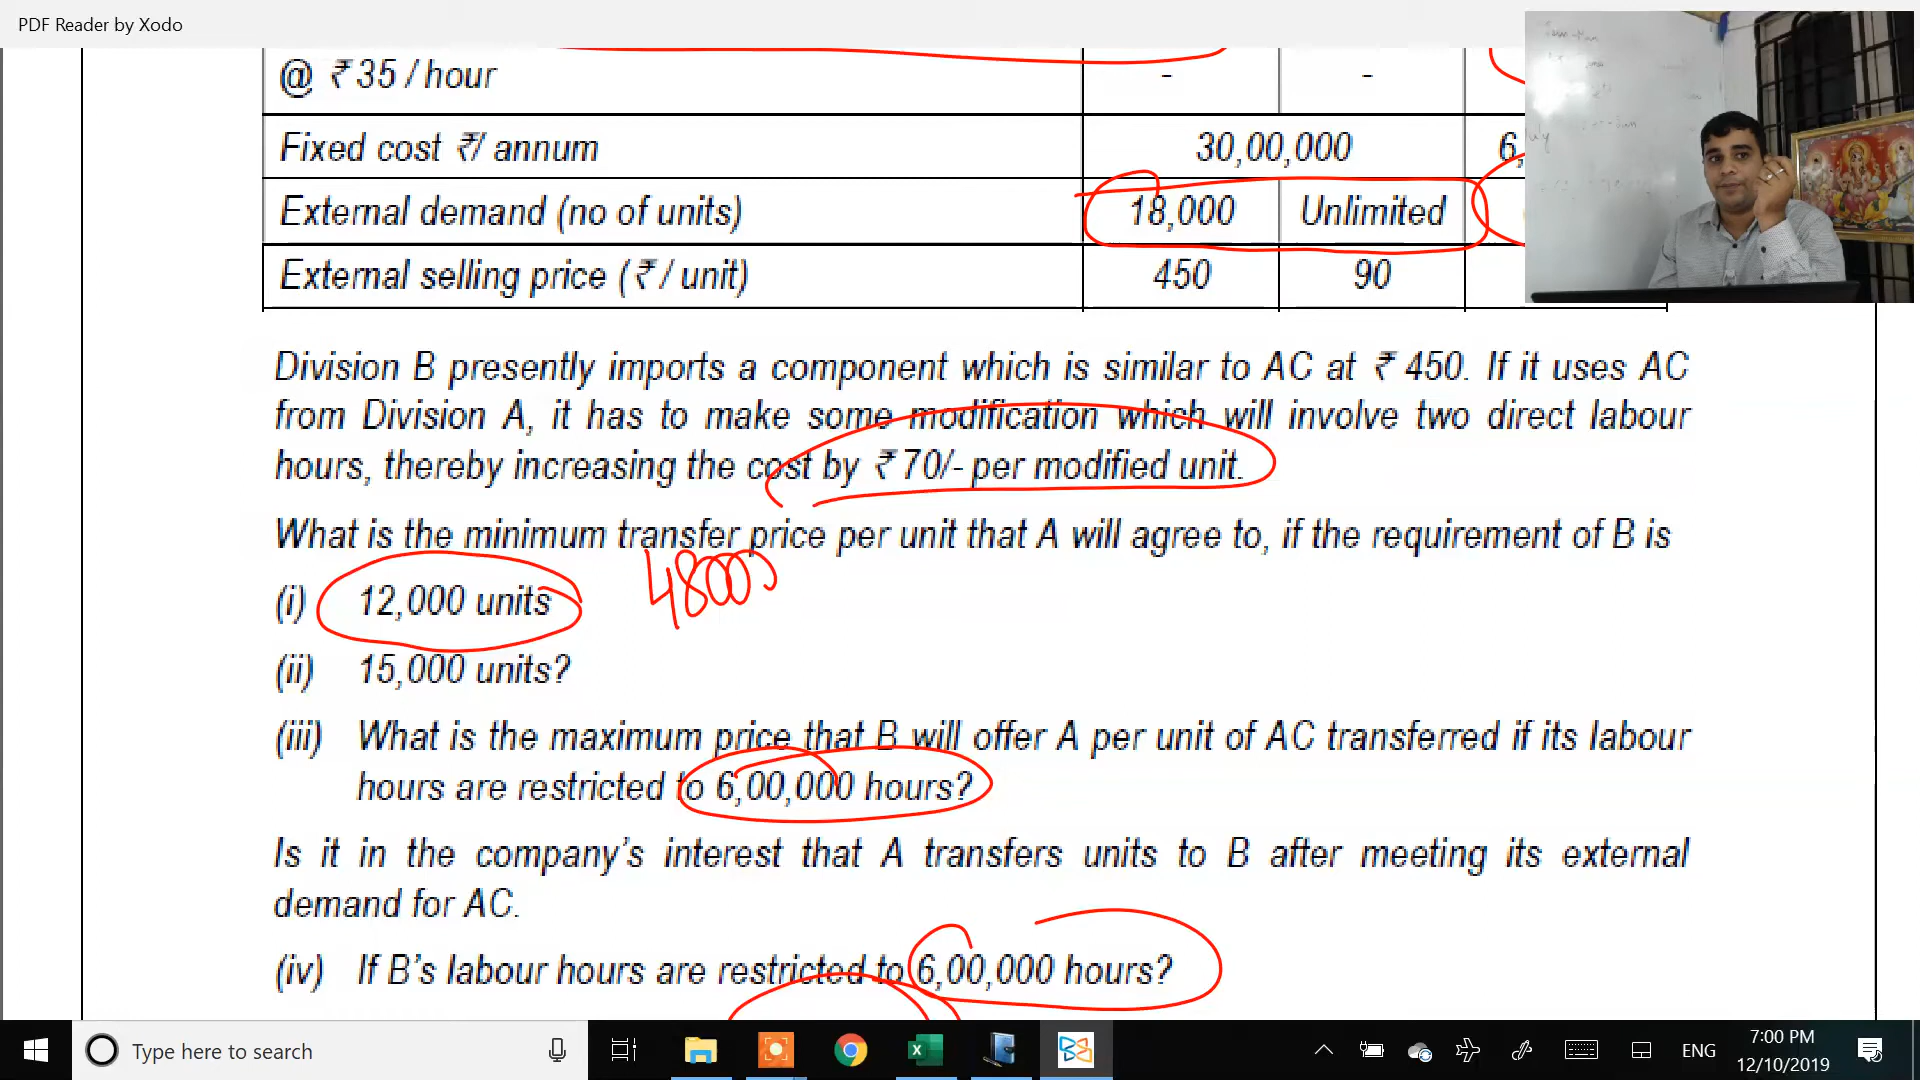 PDF Reader by Xodo
@ ₹ 35 / hour - -
Fixed cost ₹/ annum 30,00,000 6,
External demand (no of units) 18,000 Unlimited
External selling price (₹ / unit) 450 90
Division B presently imports a component which is similar to AC at ₹ 450. If it uses AC
from Division A, it has to make some modification which will involve two direct labour
hours, thereby increasing the cost by ₹ 70/- per modified unit.
What is the minimum transfer price per unit that A will agree to, if the requirement of B is
48000
(i) 12,000 units
(ii) 15,000 units?
(iii) What is the maximum price that B will offer A per unit of AC transferred if its labour
hours are restricted to 6,00,000 hours?
Is it in the company's interest that A transfers units to B after meeting its external
demand for AC.
(iv) If B's labour hours are restricted to 6,00,000 hours?
Type here to search
ENG
7:00 PM
12/10/2019